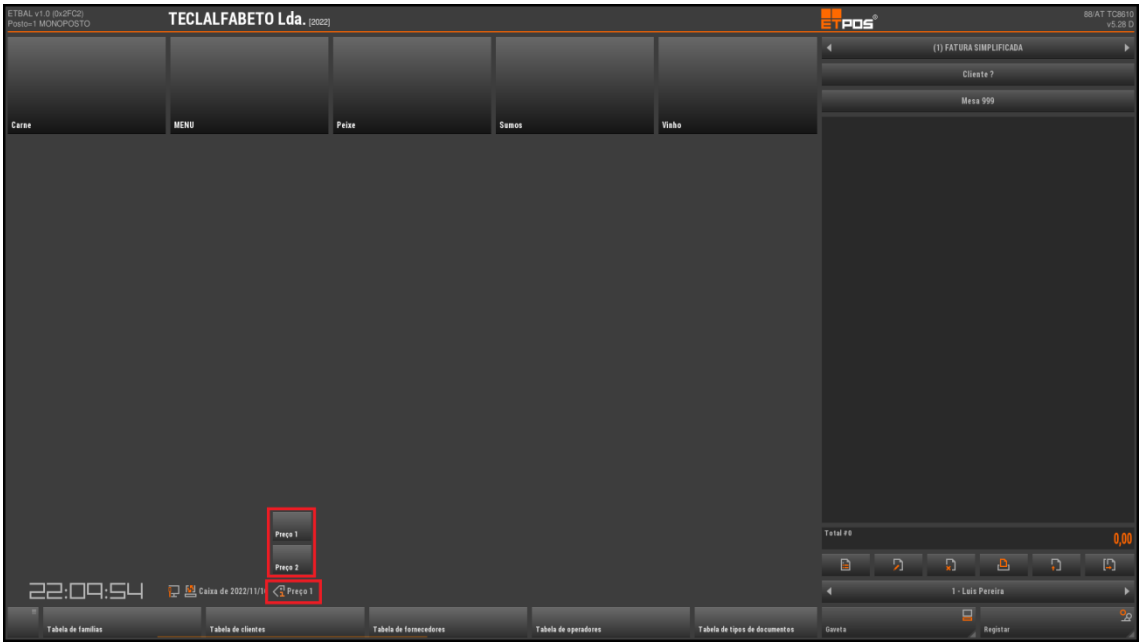 ETBAL v1.0 (0x2FC2)
Posto=1 MONOPOSTO
TECLALFABETO Lda. [2022]
ETPOS®
88/AT TC8610
v5.28 D
(1) FATURA SIMPLIFICADA
Cliente ?
Mesa 999
Carne
MENU
Peixe
Sumos
Vinho
Preço 1
Preço 2
Total #0
0,00
22:09:54
Caixa de 2022/11/1
Preço 1
1 - Luis Pereira
Tabela de familias
Tabela de clientes
Tabela de fornecedores
Tabela de operadores
Tabela de tipos de documentos
Gaveta
Registar